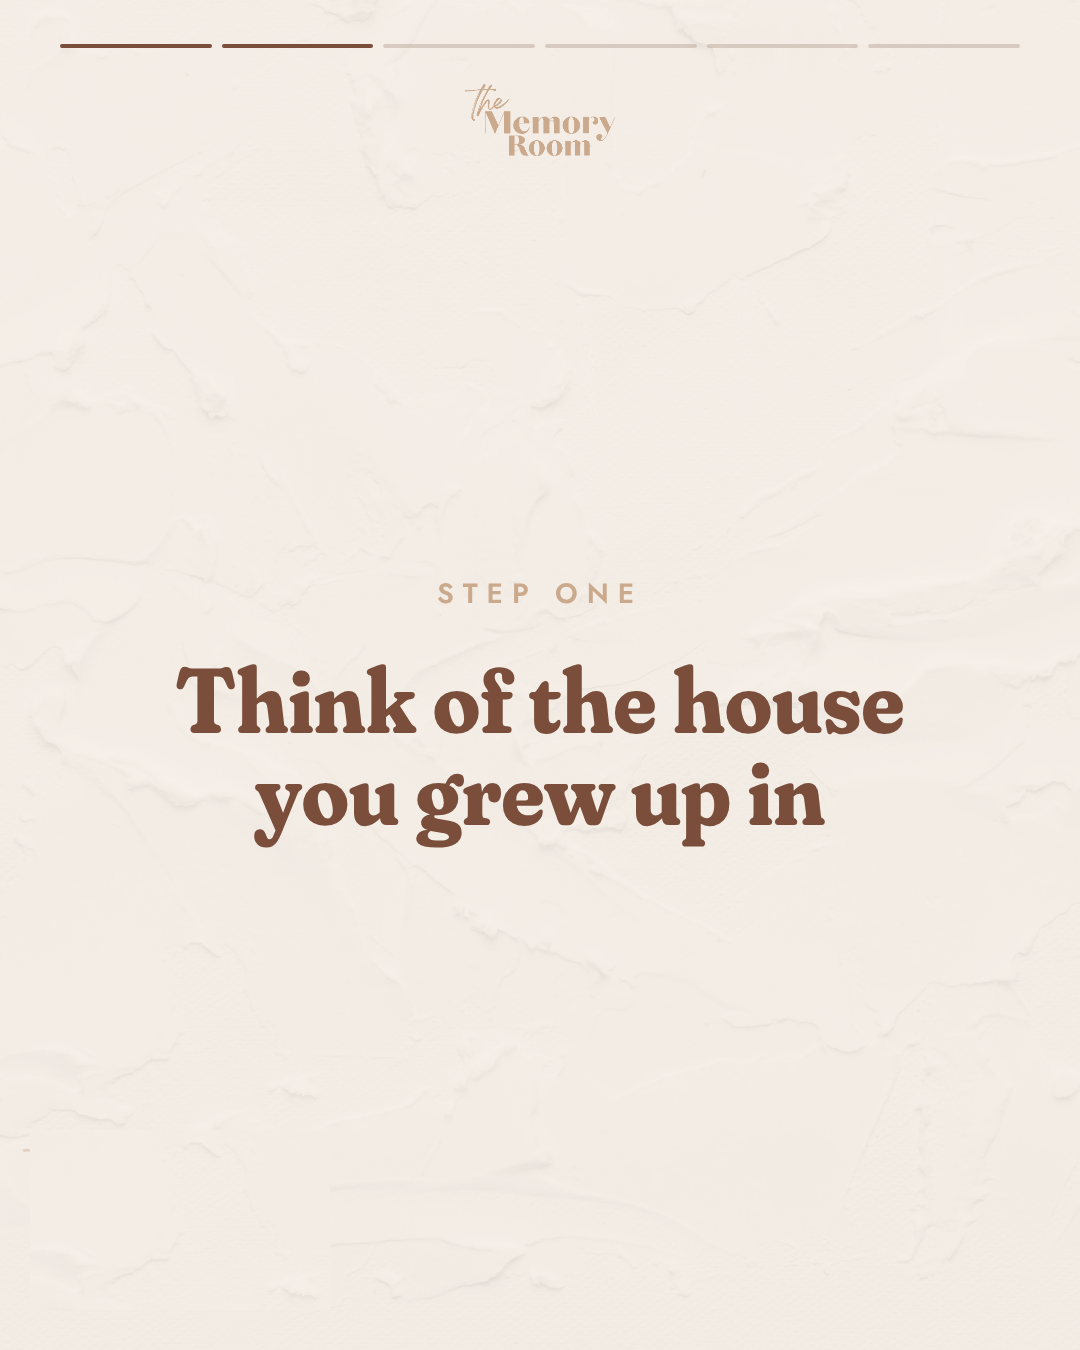 the
Memory
Room
STEP ONE
Think of the house
you grew up in